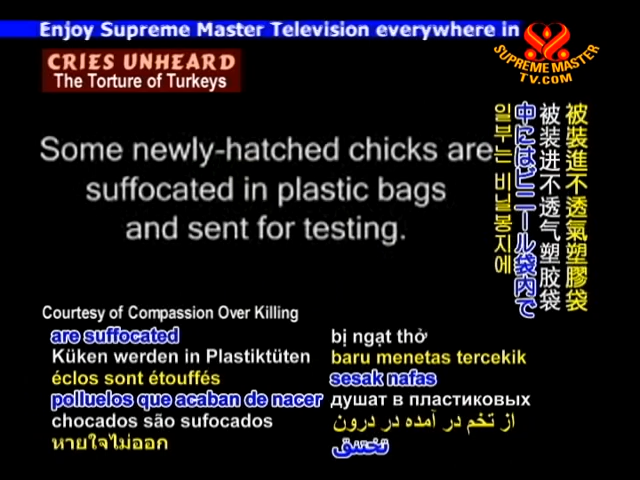 Enjoy Supreme Master Television everywhere in
SUPREME MASTER
TV.COM
CRIES UNHEARD
The Torture of Turkeys
Some newly-hatched chicks are
suffocated in plastic bags
and sent for testing.
被裝進不透氣塑膠袋
被装进不透气塑胶袋
中にはビニール袋内で
일부는 비닐봉지에
Courtesy of Compassion Over Killing
are suffocated
Küken werden in Plastiktüten
éclos sont étouffés
polluelos que acaban de nacer
chocados são sufocados
หายใจไม่ออก
bị ngạt thở
baru menetas tercekik
sesak nafas
душат в пластиковых
از تخم در آمده در درون
تختنق